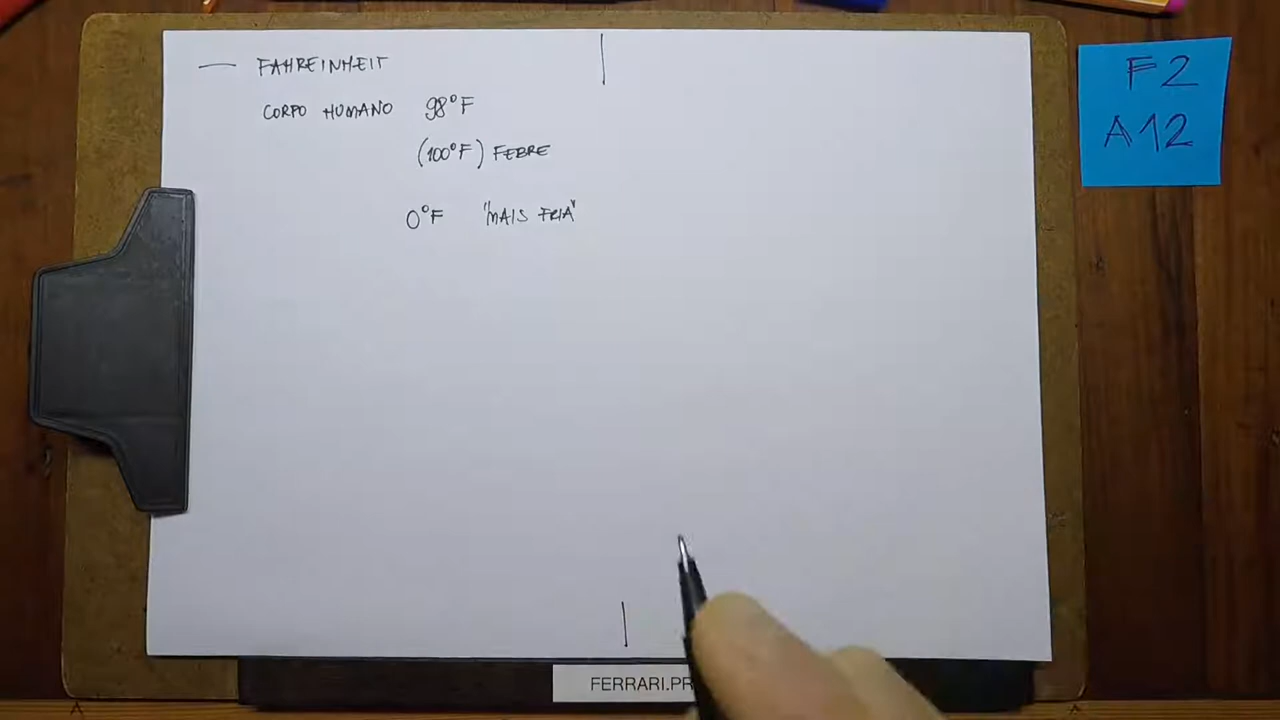 — FAHREINHEIT
CORPO HUMANO 98°F
(100°F) FEBRE
0°F "MAIS FRIA"
F2
A12
FERRARI.PR